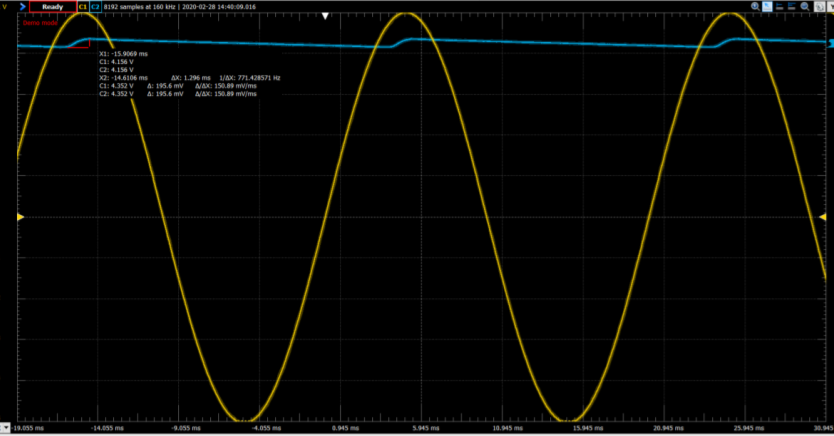 V Ready C1 C2 8192 samples at 160 kHz | 2020-02-28 14:40:09.016
Demo mode
X1: -15.9069 ms
C1: 4.156 V
C2: 4.156 V
X2: -14.6106 ms ΔX: 1.296 ms 1/ΔX: 771.428571 Hz
C1: 4.352 V Δ: 195.6 mV Δ/ΔX: 150.89 mV/ms
C2: 4.352 V Δ: 195.6 mV Δ/ΔX: 150.89 mV/ms
-19.055 ms -14.055 ms -9.055 ms -4.055 ms 0.945 ms 5.945 ms 10.945 ms 15.945 ms 20.945 ms 25.945 ms 30.945